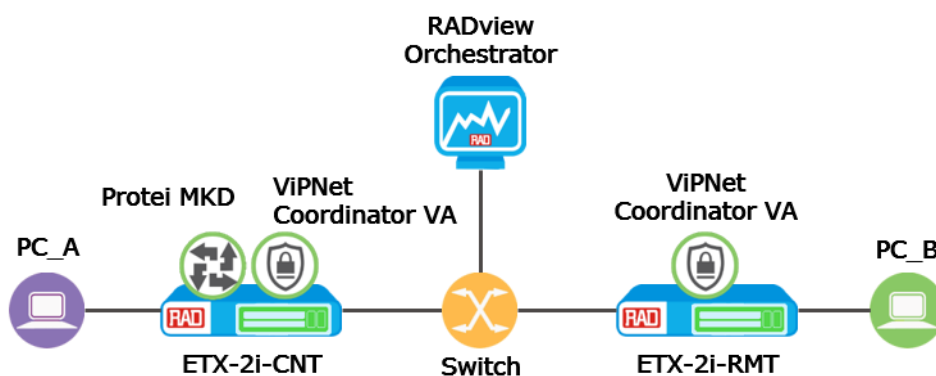 RADview
Orchestrator
RAD
Protei MKD
ViPNet
Coordinator VA
ViPNet
Coordinator VA
PC_A
PC_B
RAD
RAD
ETX-2i-CNT
Switch
ETX-2i-RMT